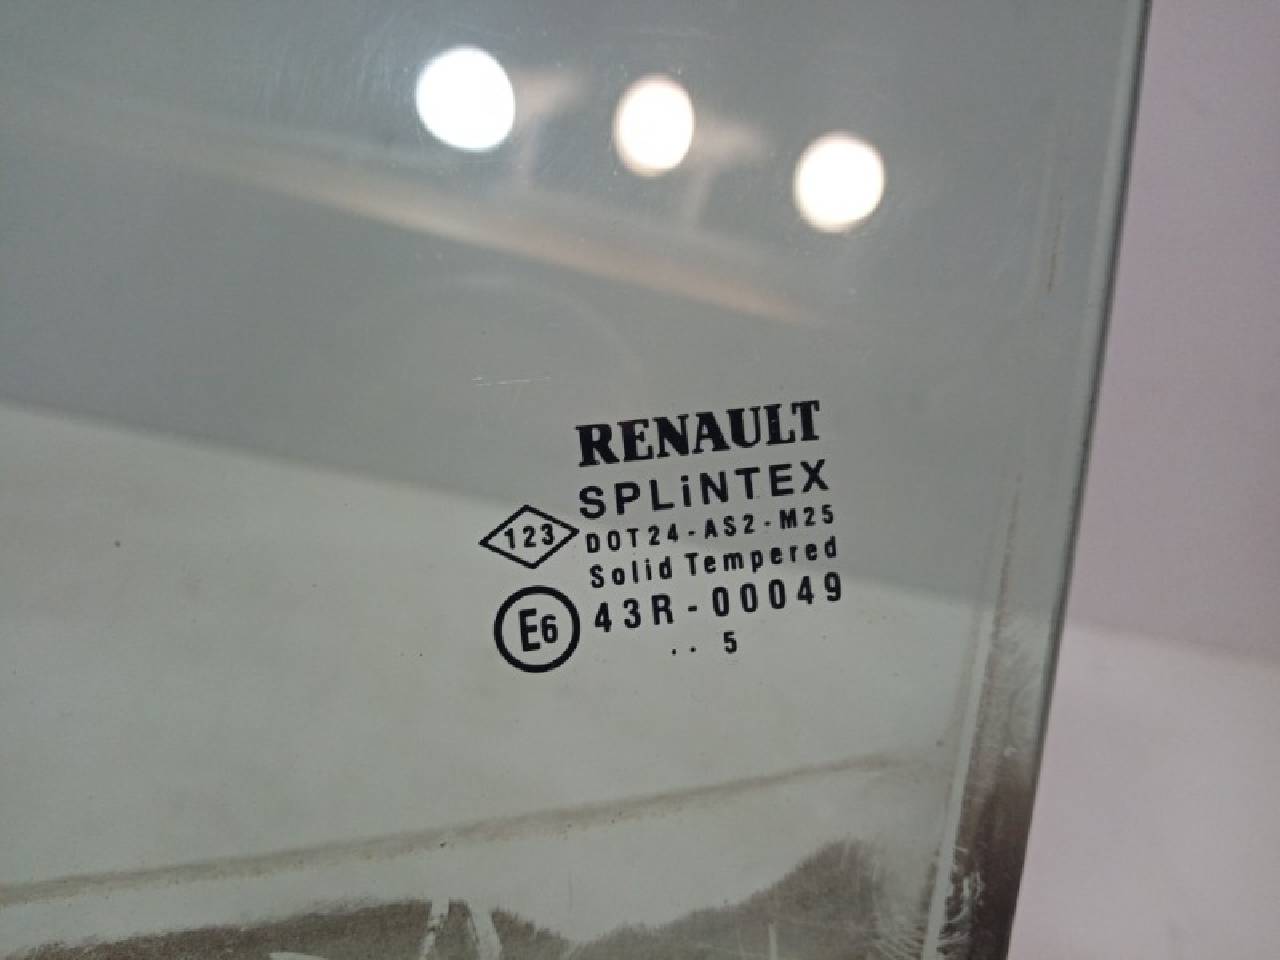 RENAULT
SPLiNTEX
123
DOT24-AS2-M25
Solid Tempered
E6
43R-00049
.. 5